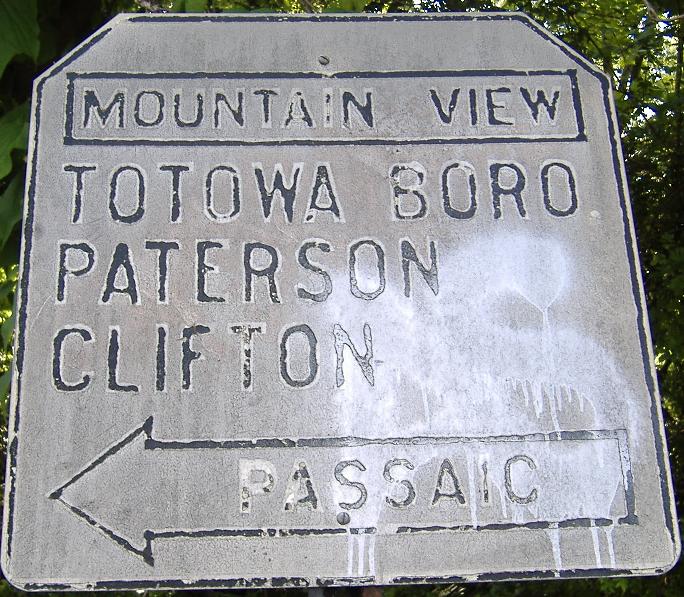 MOUNTAIN VIEW
TOTOWA BORO
PATERSON
CLIFTON
PASSAIC